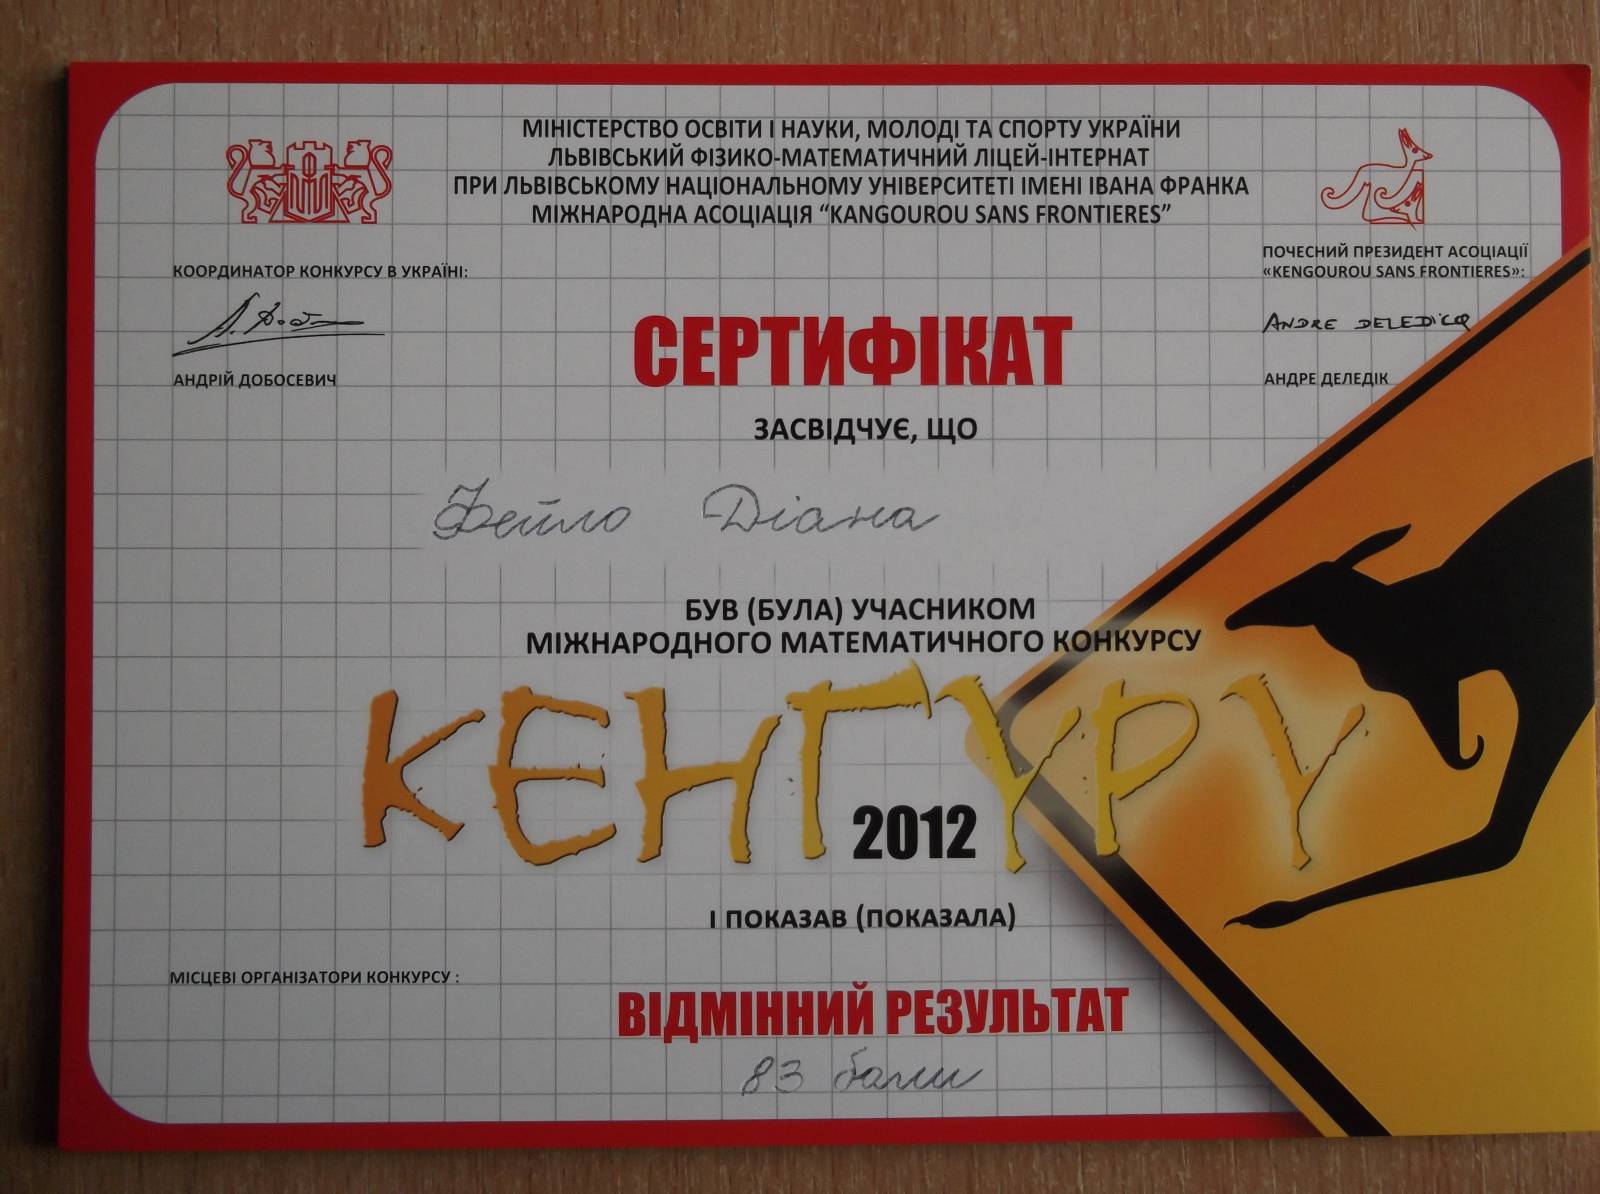 МІНІСТЕРСТВО ОСВІТИ І НАУКИ, МОЛОДІ ТА СПОРТУ УКРАЇНИ
ЛЬВІВСЬКИЙ ФІЗИКО-МАТЕМАТИЧНИЙ ЛІЦЕЙ-ІНТЕРНАТ
ПРИ ЛЬВІВСЬКОМУ НАЦІОНАЛЬНОМУ УНІВЕРСИТЕТІ ІМЕНІ ІВАНА ФРАНКА
МІЖНАРОДНА АСОЦІАЦІЯ “KANGOUROU SANS FRONTIERES”
КООРДИНАТОР КОНКУРСУ В УКРАЇНІ:
АНДРІЙ ДОБОСЕВИЧ
ПОЧЕСНИЙ ПРЕЗИДЕНТ АСОЦІАЦІЇ
«KENGOUROU SANS FRONTIERES»:
ANDRE DELEDICQ
АНДРЕ ДЕЛЕДІК
СЕРТИФІКАТ
ЗАСВІДЧУЄ, ЩО
Діана
БУВ (БУЛА) УЧАСНИКОМ
МІЖНАРОДНОГО МАТЕМАТИЧНОГО КОНКУРСУ
КЕНГУРУ
2012
І ПОКАЗАВ (ПОКАЗАЛА)
МІСЦЕВІ ОРГАНІЗАТОРИ КОНКУРСУ :
ВІДМІННИЙ РЕЗУЛЬТАТ
83 бали